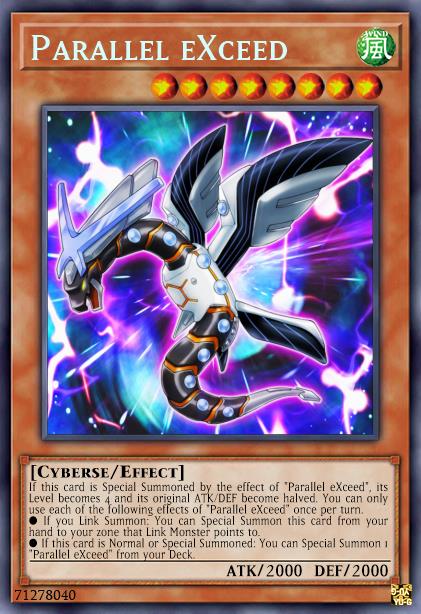 PARALLEL EXCEED
WIND
風
[CYBERSE/EFFECT]
If this card is Special Summoned by the effect of "Parallel eXceed", its
Level becomes 4 and its original ATK/DEF become halved. You can only
use each of the following effects of "Parallel eXceed" once per turn.
● If you Link Summon: You can Special Summon this card from your
hand to your zone that Link Monster points to.
● If this card is Normal or Special Summoned: You can Special Summon 1
"Parallel eXceed" from your Deck.
ATK/2000 DEF/2000
71278040